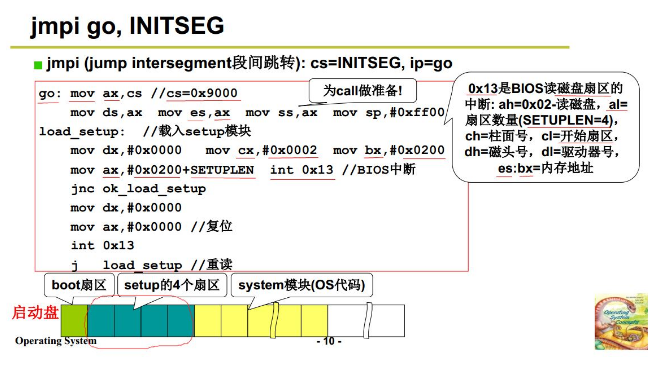 jmpi go, INITSEG
jmpi (jump intersegment段间跳转): cs=INITSEG, ip=go
go: mov ax,cs //cs=0x9000
为call做准备!
mov ds,ax mov es,ax mov ss,ax mov sp,#0xff00
load_setup: //载入setup模块
mov dx,#0x0000 mov cx,#0x0002 mov bx,#0x0200
mov ax,#0x0200+SETUPLEN int 0x13 //BIOS中断
jnc ok_load_setup
mov dx,#0x0000
mov ax,#0x0000 //复位
int 0x13
j load_setup //重读
0x13是BIOS读磁盘扇区的
中断: ah=0x02-读磁盘，al=
扇区数量(SETUPLEN=4)，
ch=柱面号，cl=开始扇区，
dh=磁头号，dl=驱动器号，
es:bx=内存地址
boot扇区 setup的4个扇区 system模块(OS代码)
启动盘
Operating System
- 10 -
Operating
System
Concepts